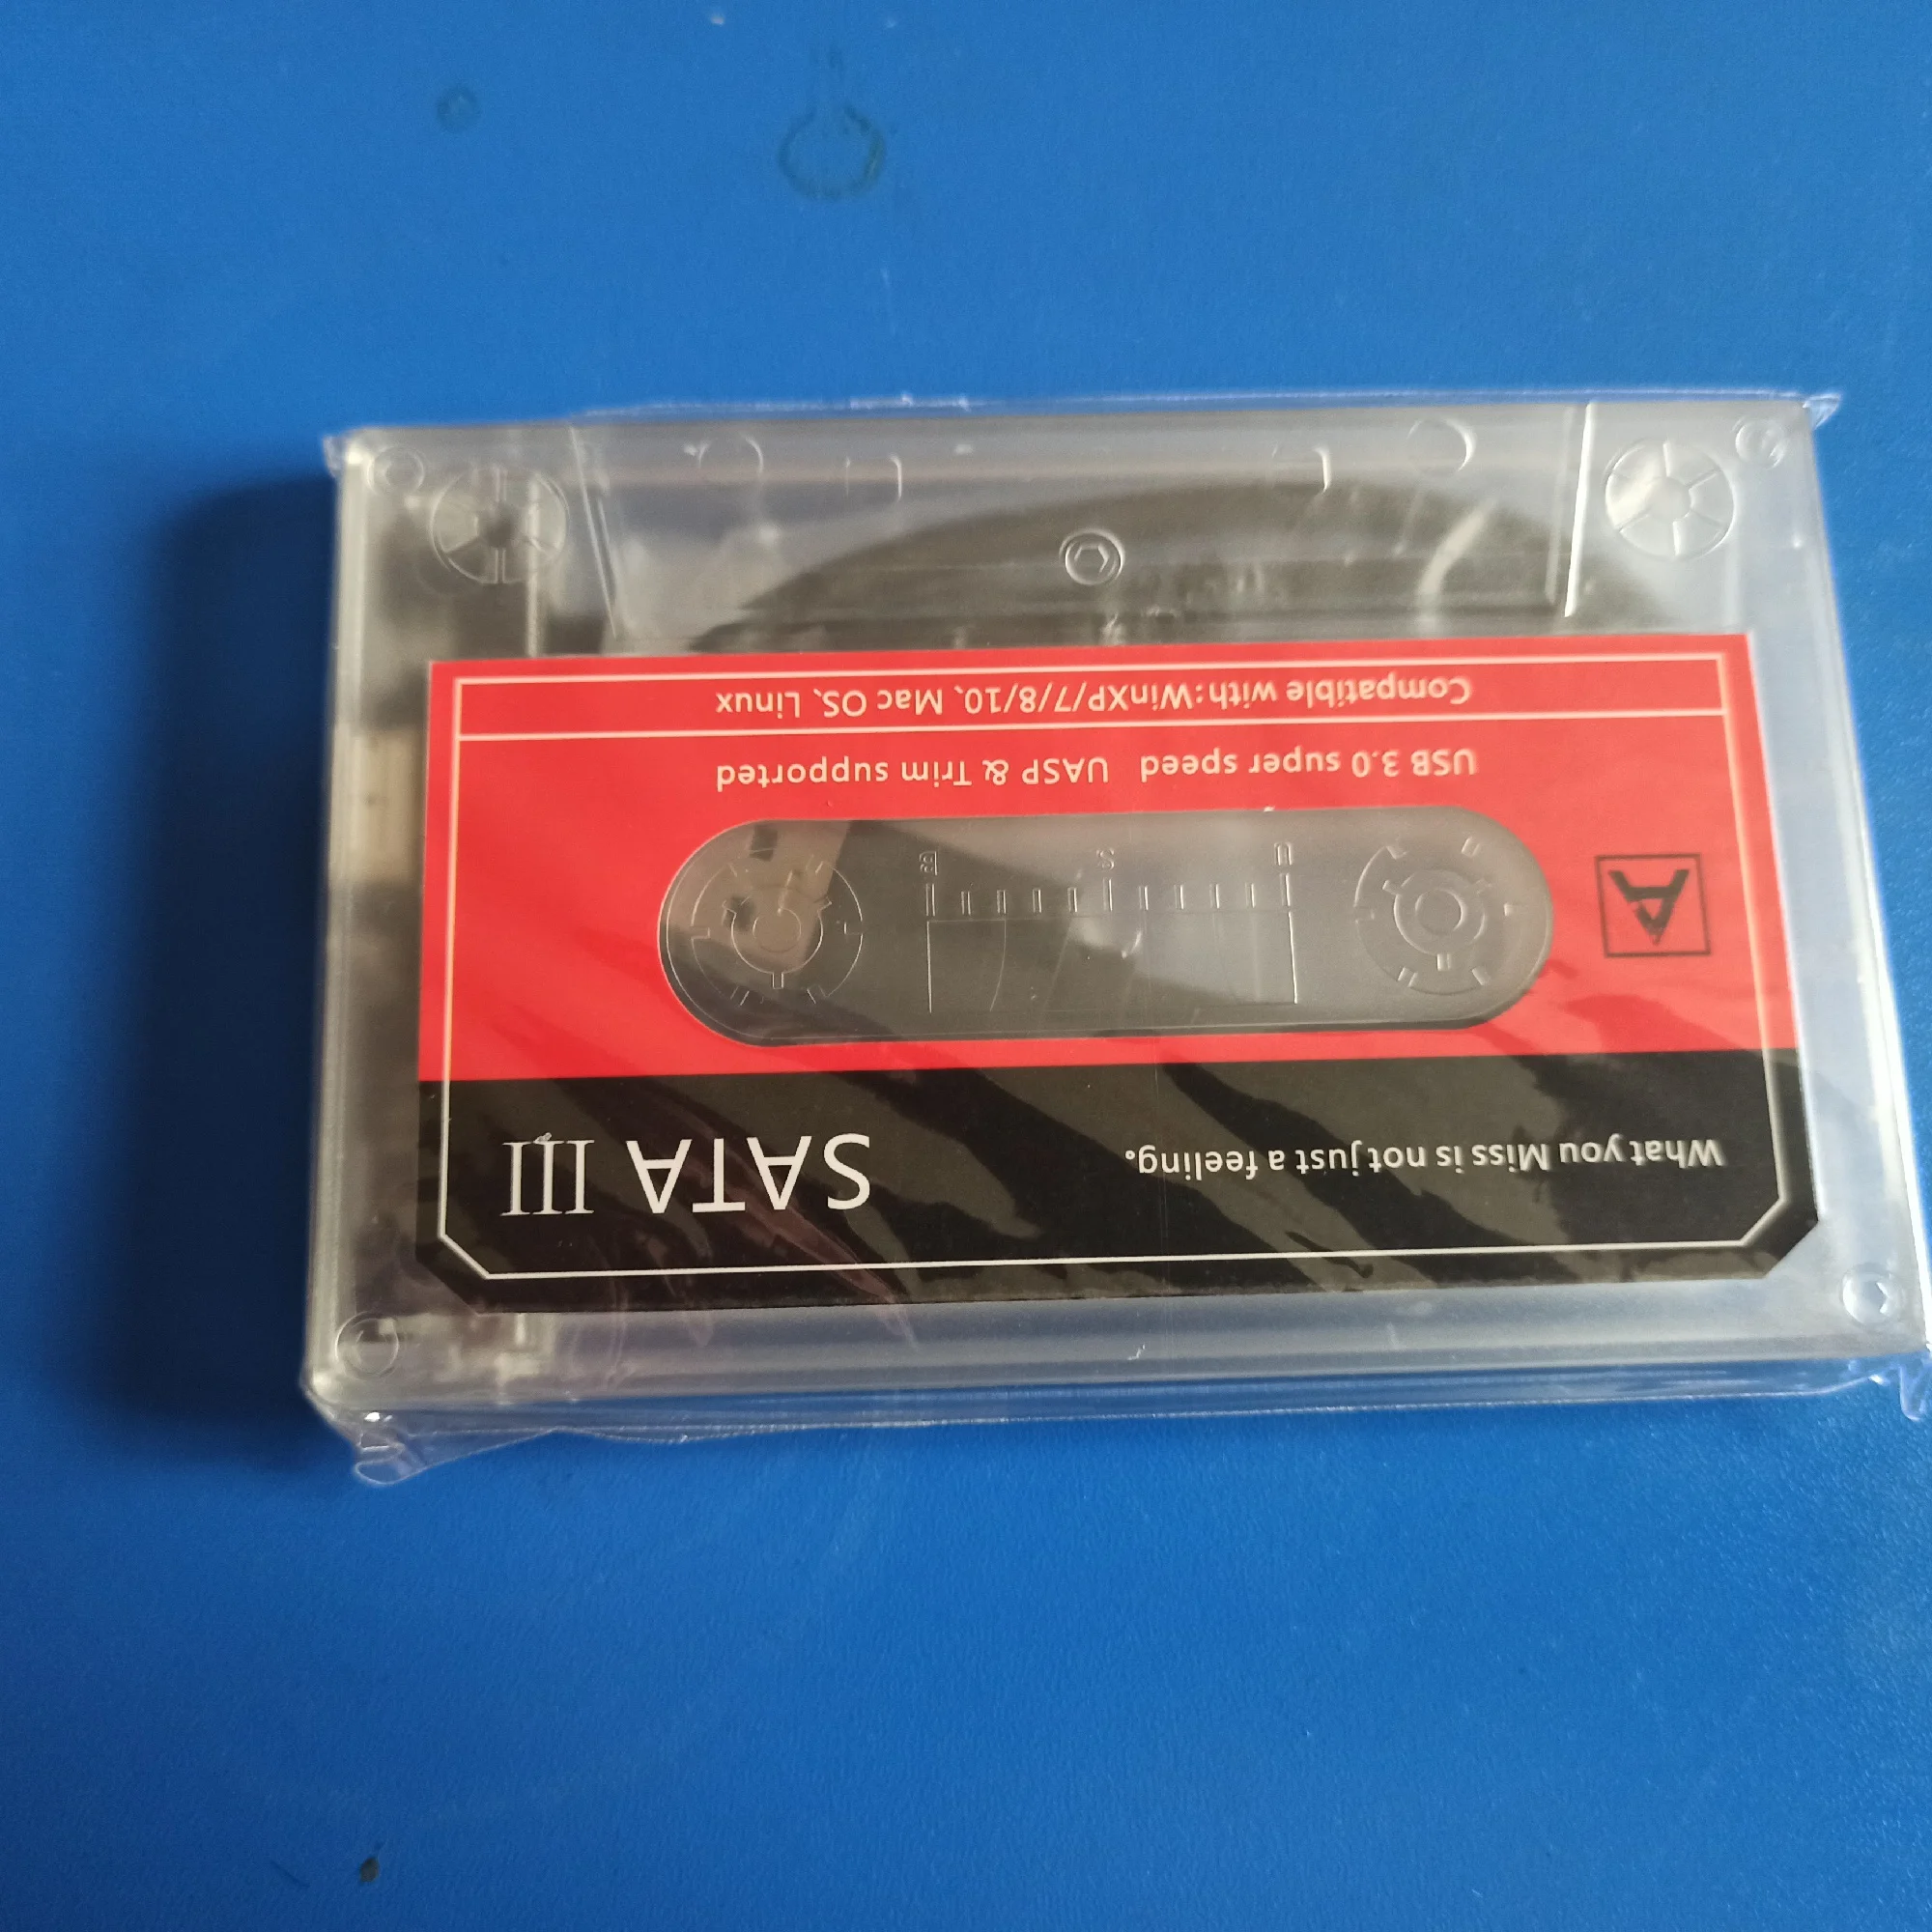 What you Miss is not just a feeling。 SATA III
A
U S B
USB 3.0 super speed UASP & Trim supported
Compatible with:WinXP/7/8/10、Mac OS、Linux